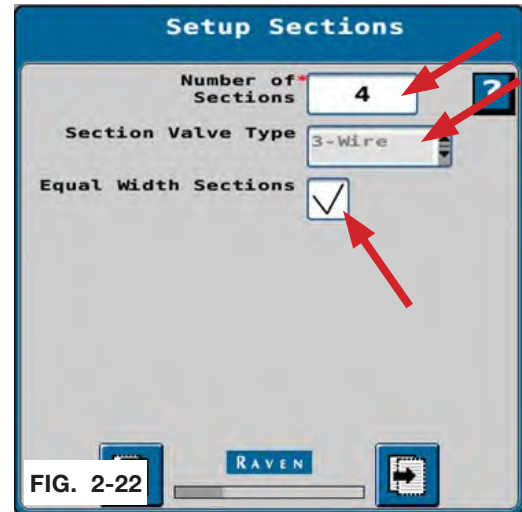 Setup Sections
Number of*
Sections
4
?
Section Valve Type
3-Wire
Equal Width Sections
RAVEN
FIG. 2-22